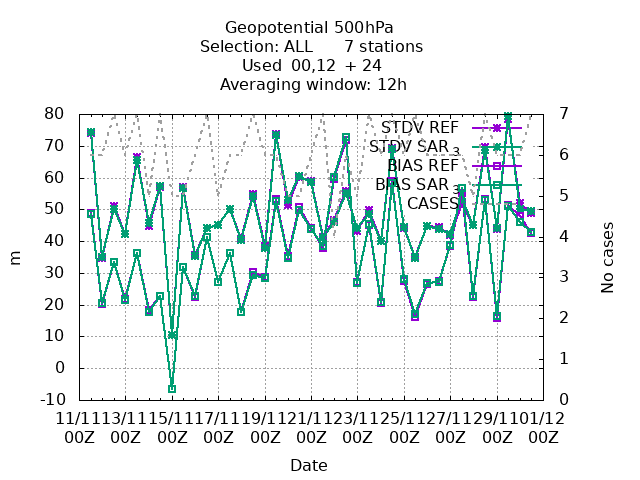 Geopotential 500hPa
Selection: ALL 7 stations
Used 00,12 + 24
Averaging window: 12h
80 7
STDV REF
STDV SAR 3
70
BIAS REF
6
BIAS SAR 3
60
CASES
5
50
40 4
30 3
20 2
10
1
0
-10 0
m
No cases
11/11 13/11 15/11 17/11 19/11 21/11 23/11 25/11 27/11 29/11 01/12
00Z 00Z 00Z 00Z 00Z 00Z 00Z 00Z 00Z 00Z 00Z
Date